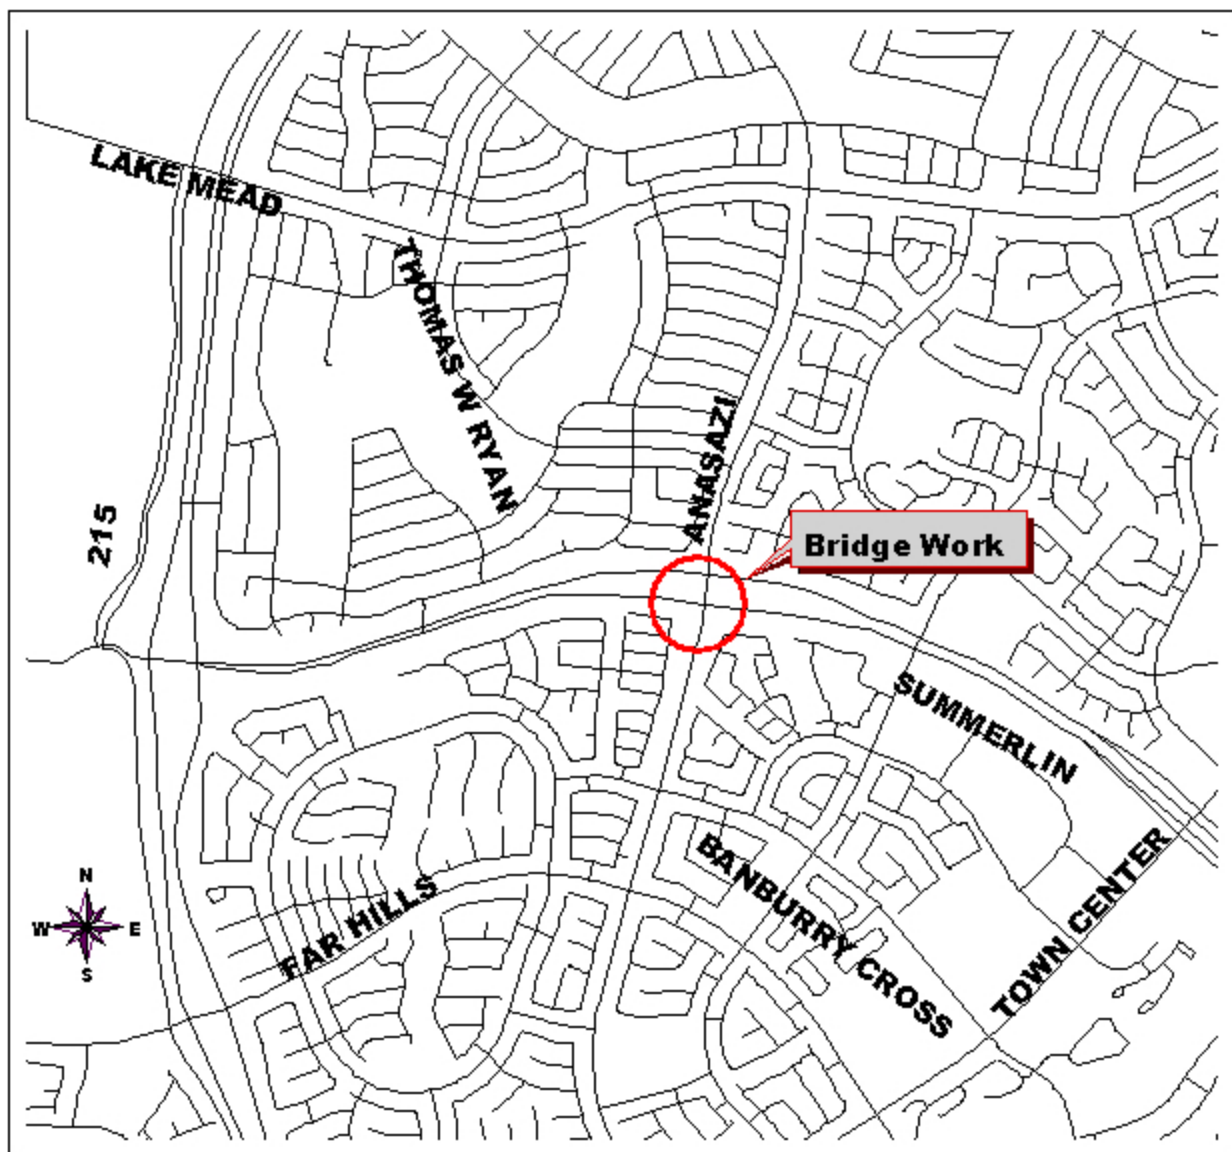 LAKE MEAD
THOMAS W RYAN
ANASAZI
215
Bridge Work
SUMMERLIN
BANBURRY CROSS
TOWN CENTER
FAR HILLS
N
W
E
S